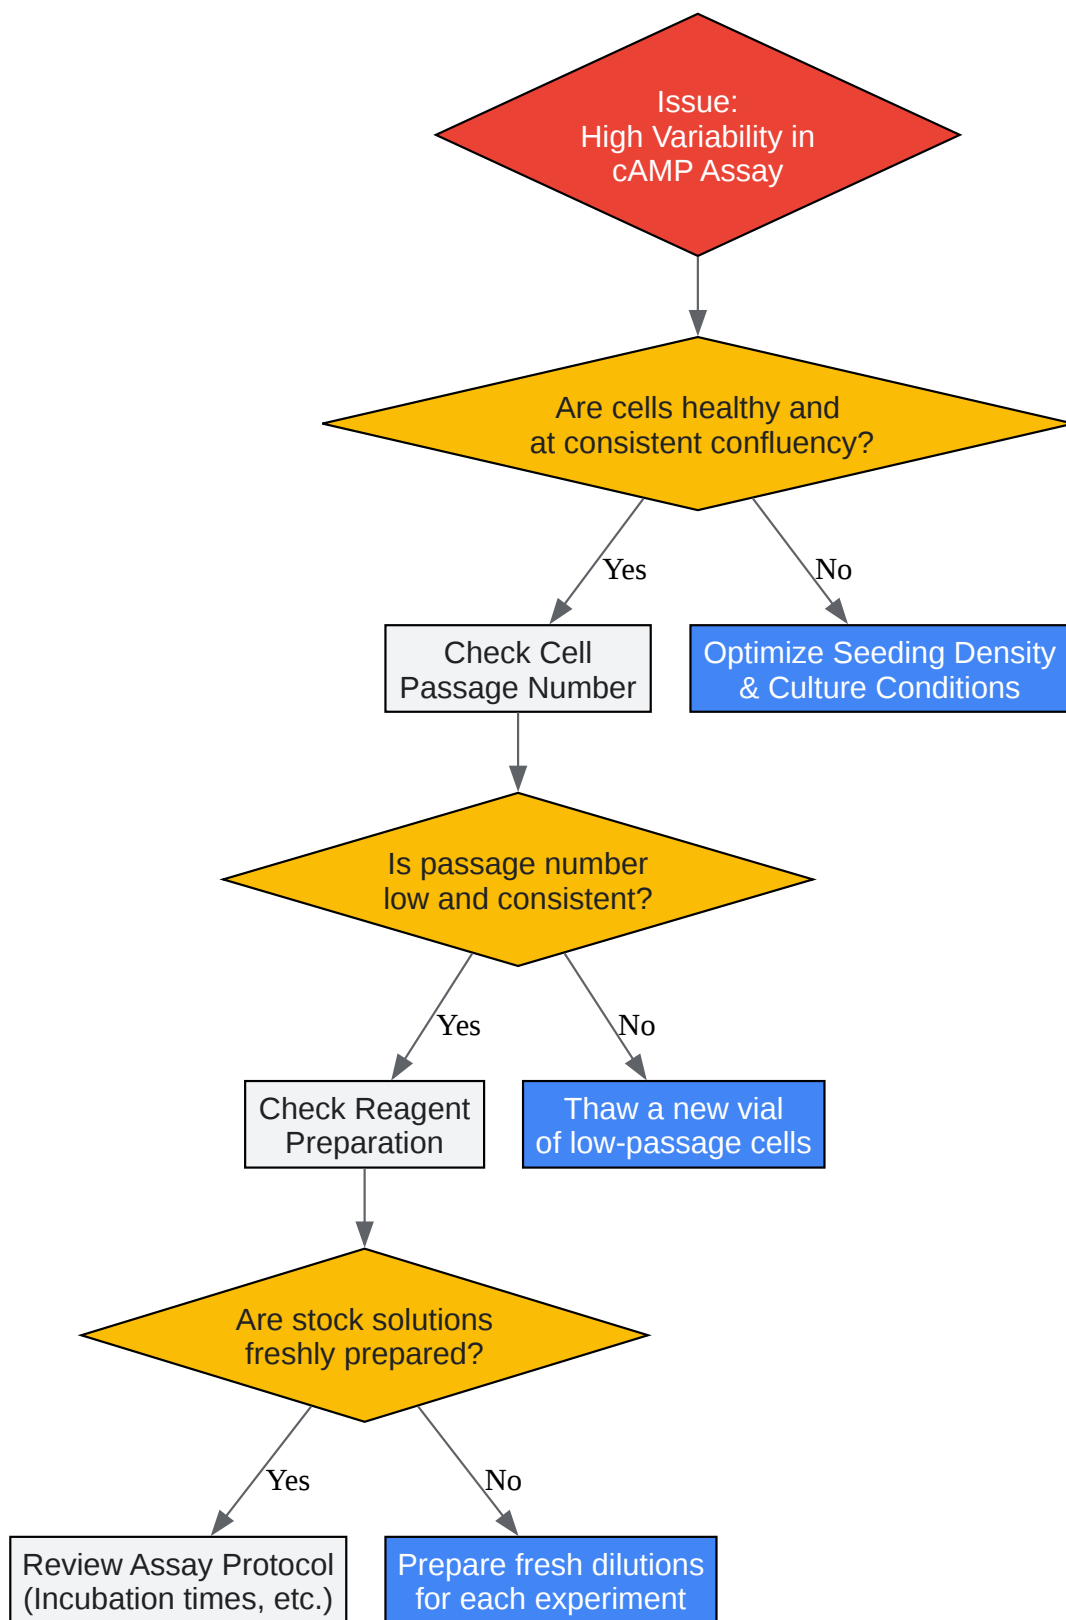 Issue:
High Variability in
cAMP Assay
Are cells healthy and
at consistent confluency?
Yes
No
Check Cell
Passage Number
Optimize Seeding Density
& Culture Conditions
Is passage number
low and consistent?
Yes
No
Check Reagent
Preparation
Thaw a new vial
of low-passage cells
Are stock solutions
freshly prepared?
Yes
No
Review Assay Protocol
(Incubation times, etc.)
Prepare fresh dilutions
for each experiment